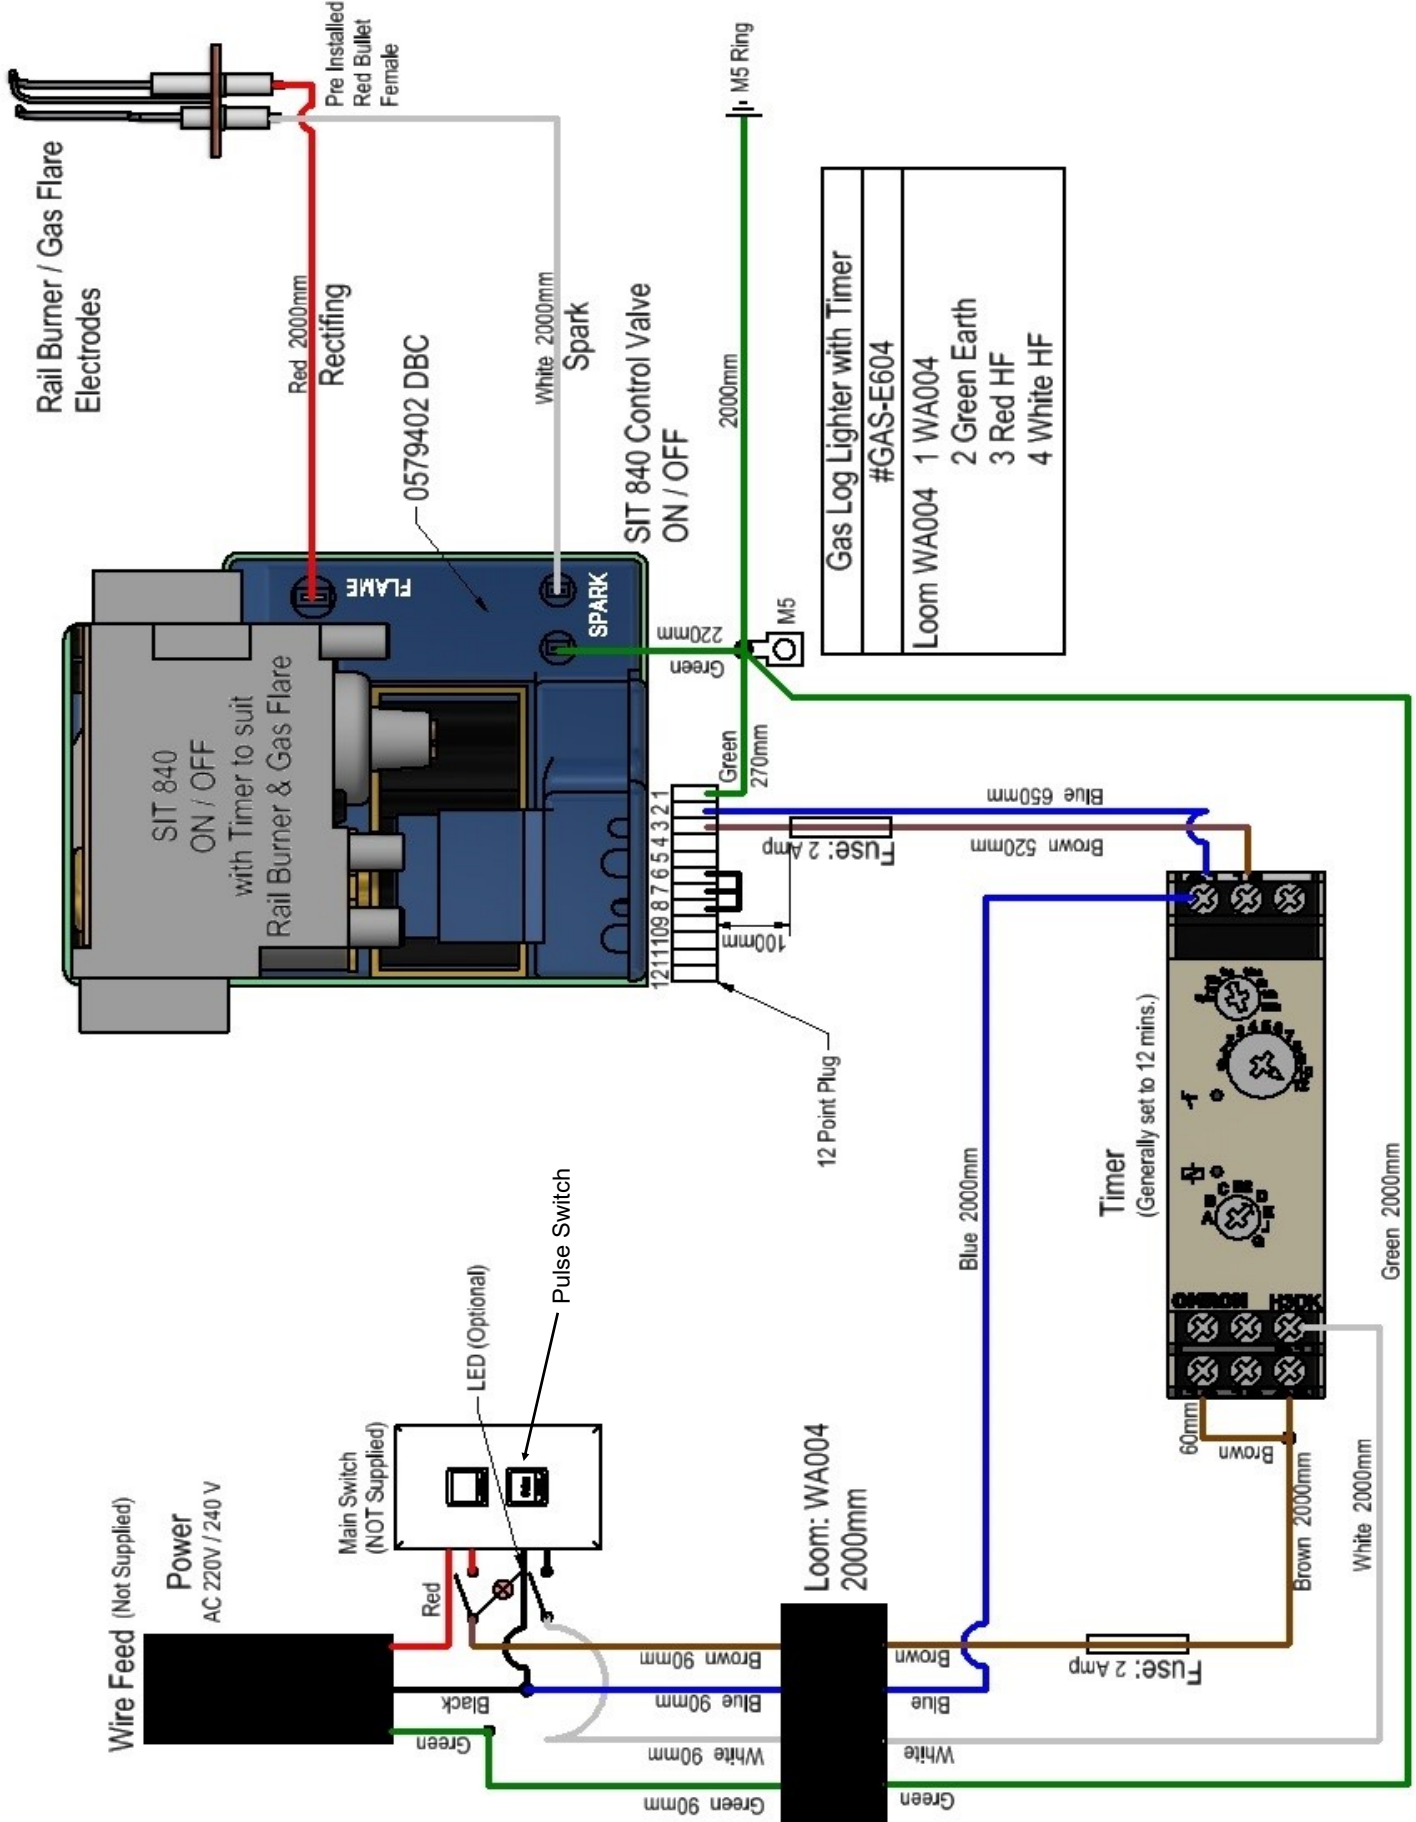 Rail Burner / Gas Flare
Electrodes
Pre Installed
Red Bullet
Female
Red 2000mm
Rectifing
White 2000mm
Spark
M5 Ring
2000mm
0579402 DBC
SIT 840 Control Valve
ON / OFF
FLAME
SPARK
SIT 840
ON / OFF
with Timer to suit
Rail Burner & Gas Flare
Green
220mm
M5
Green
270mm
Gas Log Lighter with Timer
#GAS-E604
Loom WA004 1 WA004
2 Green Earth
3 Red HF
4 White HF
12 11 10 9 8 7 6 5 4 3 2 1
Fuse: 2 Amp
100mm
Blue 650mm
Brown 520mm
12 Point Plug
Timer
(Generally set to 12 mins.)
OMRON H3DK
A B B2 C D E J G
Blue 2000mm
Green 2000mm
Pulse Switch
LED (Optional)
Main Switch
(NOT Supplied)
Wire Feed (Not Supplied)
Power
AC 220V / 240 V
Red
Black
Green
Brown 90mm
Blue 90mm
White 90mm
Green 90mm
Loom: WA004
2000mm
Brown
Blue
White
Green
Fuse: 2 Amp
60mm
Brown
Brown 2000mm
White 2000mm